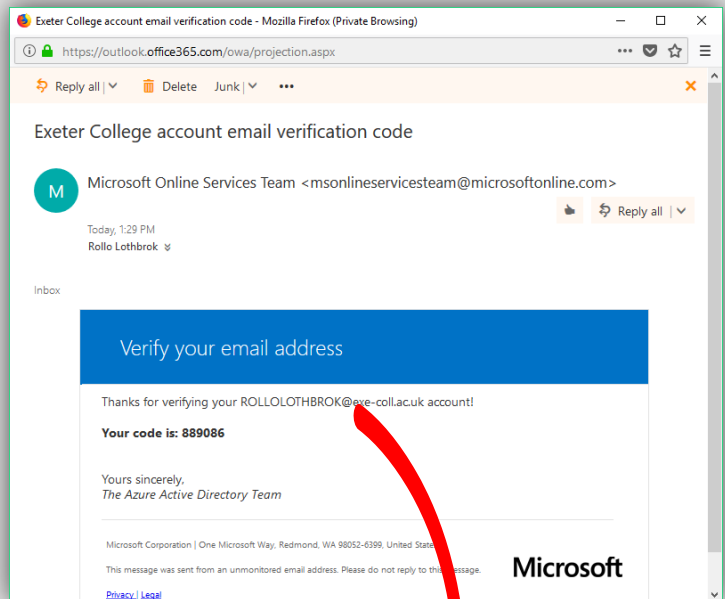 Exeter College account email verification code - Mozilla Firefox (Private Browsing)
https://outlook.office365.com/owa/projection.aspx
Reply all | Delete Junk |
Exeter College account email verification code
M
Microsoft Online Services Team <msonlineservicesteam@microsoftonline.com>
Reply all |
Today, 1:29 PM
Rollo Lothbrok
Inbox
Verify your email address
Thanks for verifying your ROLLOLOTHBROK@exe-coll.ac.uk account!
Your code is: 889086
Yours sincerely,
The Azure Active Directory Team
Microsoft Corporation | One Microsoft Way, Redmond, WA 98052-6399, United
This message was sent from an unmonitored email address. Please do not reply to this message.
Microsoft
Privacy | Legal